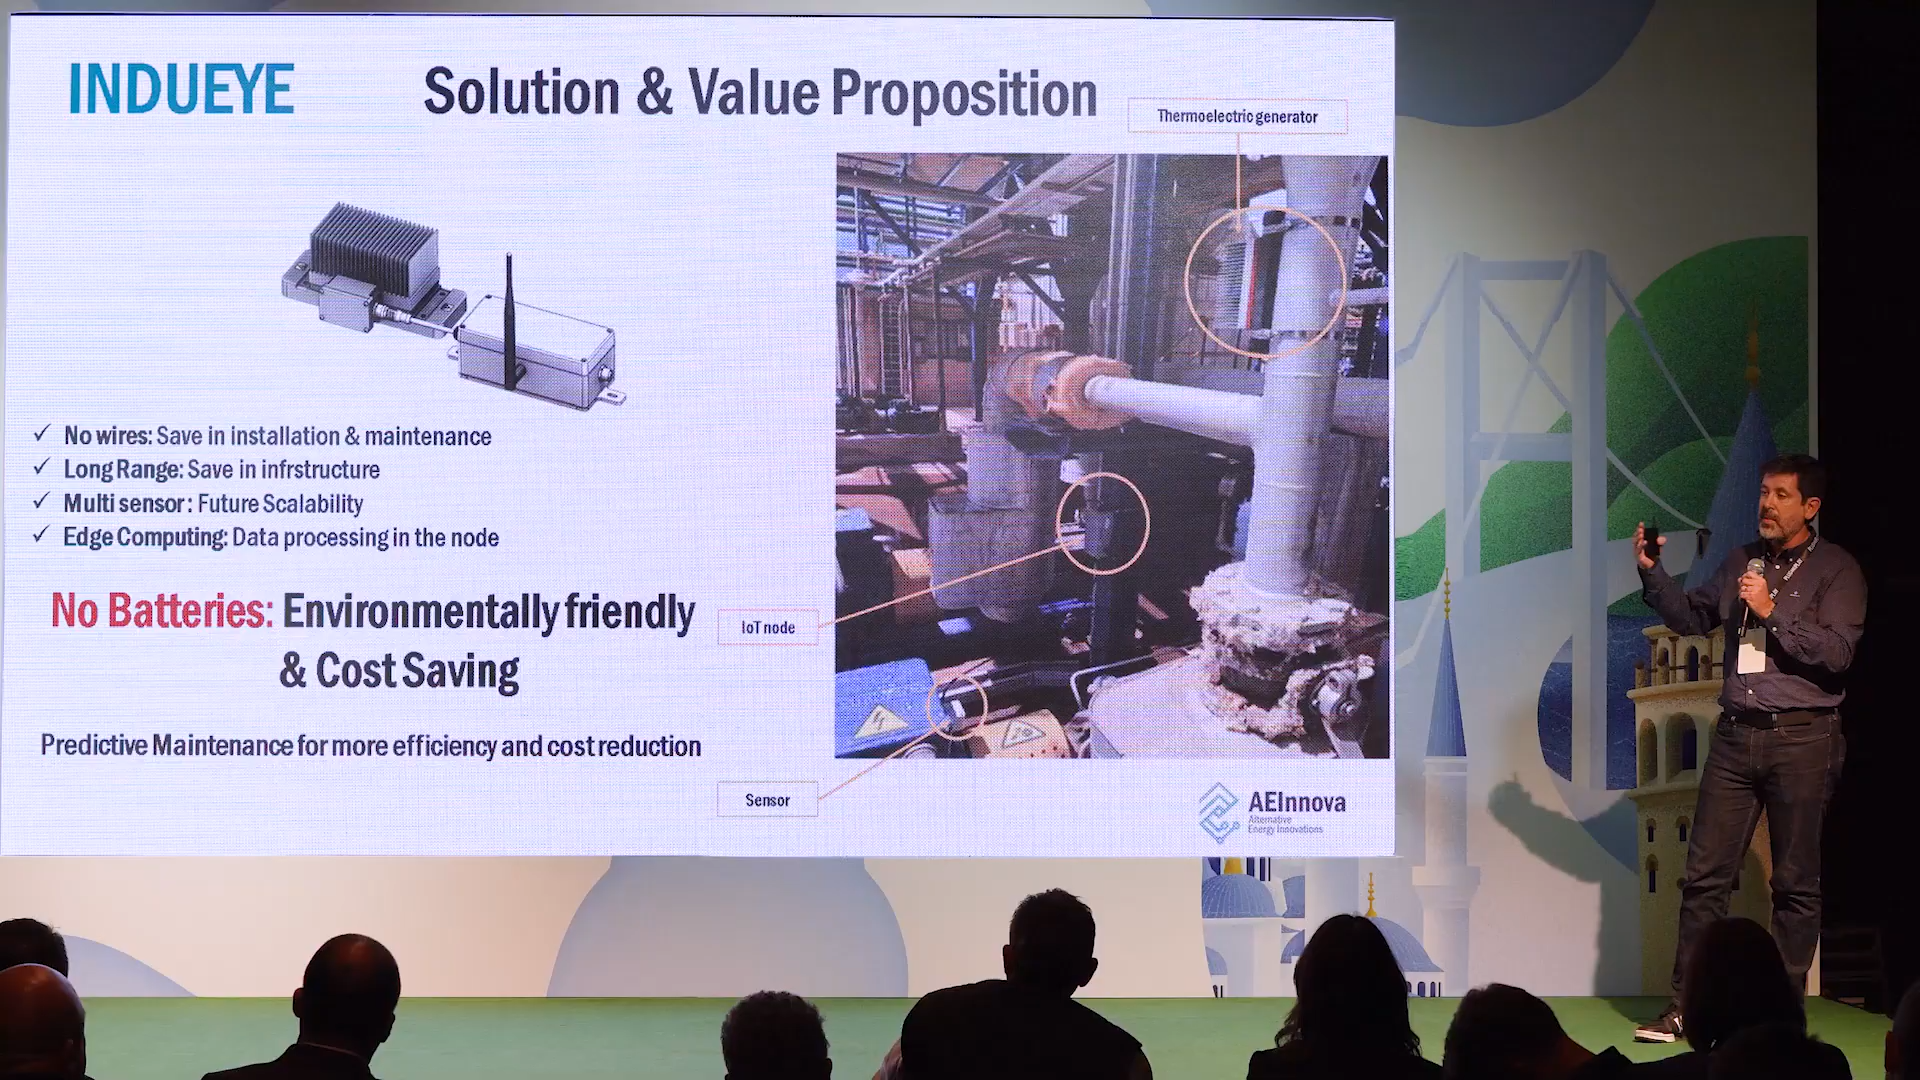 INDUEYE
Solution & Value Proposition
Thermoelectric generator
✓ No wires: Save in installation & maintenance
✓ Long Range: Save in infrstructure
✓ Multi sensor : Future Scalability
✓ Edge Computing: Data processing in the node
No Batteries: Environmentally friendly
& Cost Saving
IoT node
Predictive Maintenance for more efficiency and cost reduction
Sensor
AEInnova
Alternative
Energy Innovations